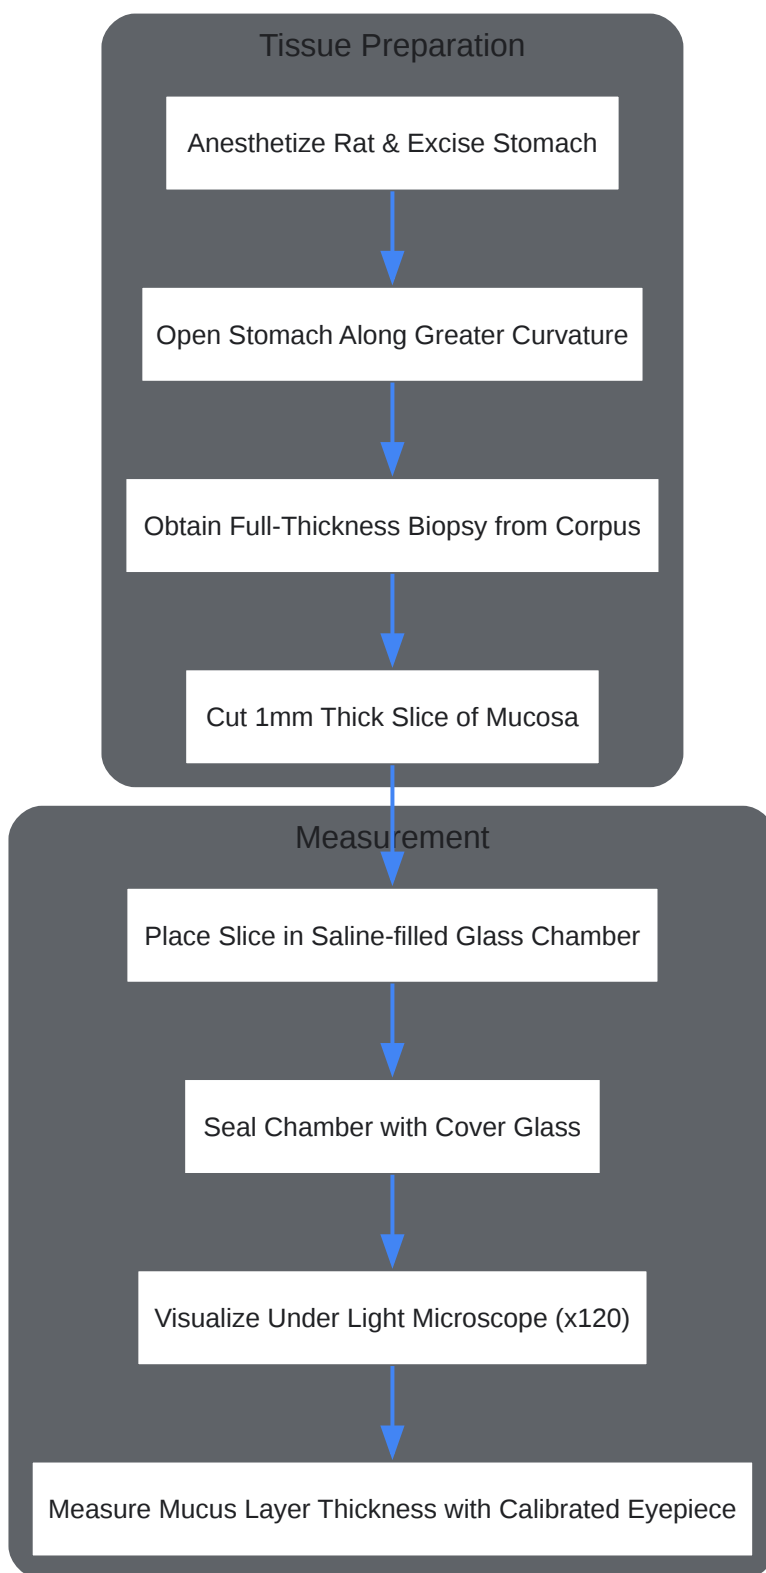 Tissue Preparation
Anesthetize Rat & Excise Stomach
Open Stomach Along Greater Curvature
Obtain Full-Thickness Biopsy from Corpus
Cut 1mm Thick Slice of Mucosa
Measurement
Place Slice in Saline-filled Glass Chamber
Seal Chamber with Cover Glass
Visualize Under Light Microscope (x120)
Measure Mucus Layer Thickness with Calibrated Eyepiece